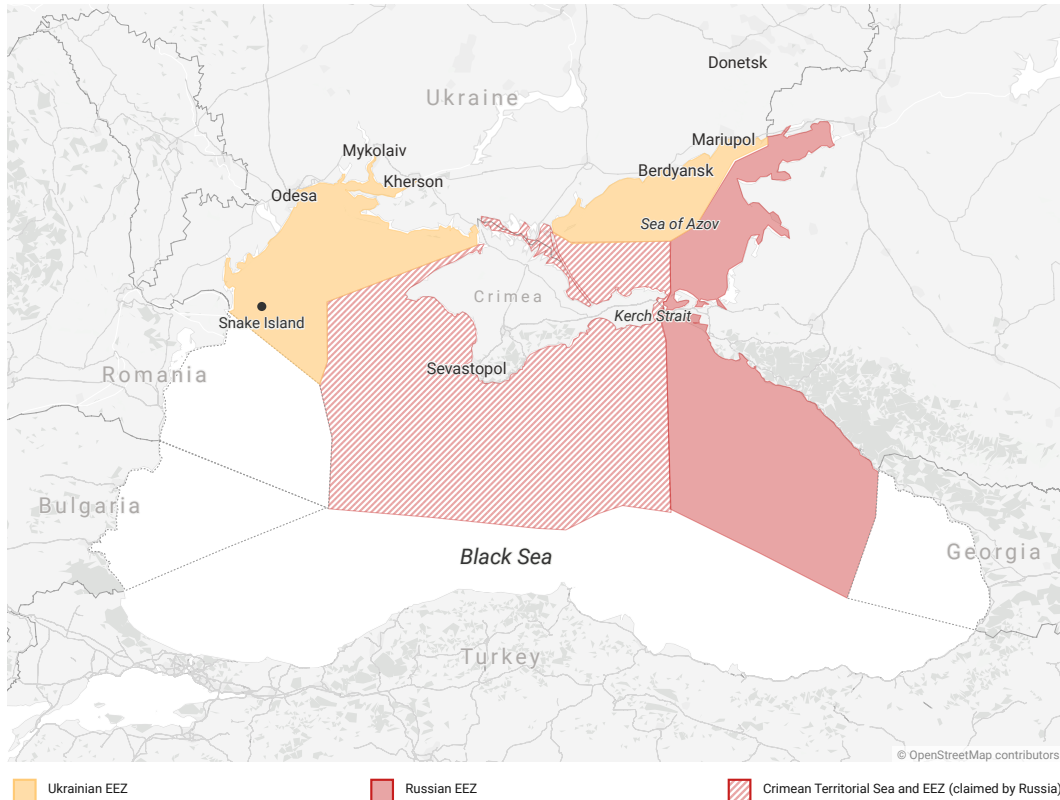 Donetsk
Ukraine
Mariupol
Mykolaiv
Berdyansk
Kherson
Odesa
Sea of Azov
Crimea
Snake Island
Kerch Strait
Romania
Sevastopol
Bulgaria
Black Sea
Georgia
Turkey
© OpenStreetMap contributors
Ukrainian EEZ
Russian EEZ
Crimean Territorial Sea and EEZ (claimed by Russia)